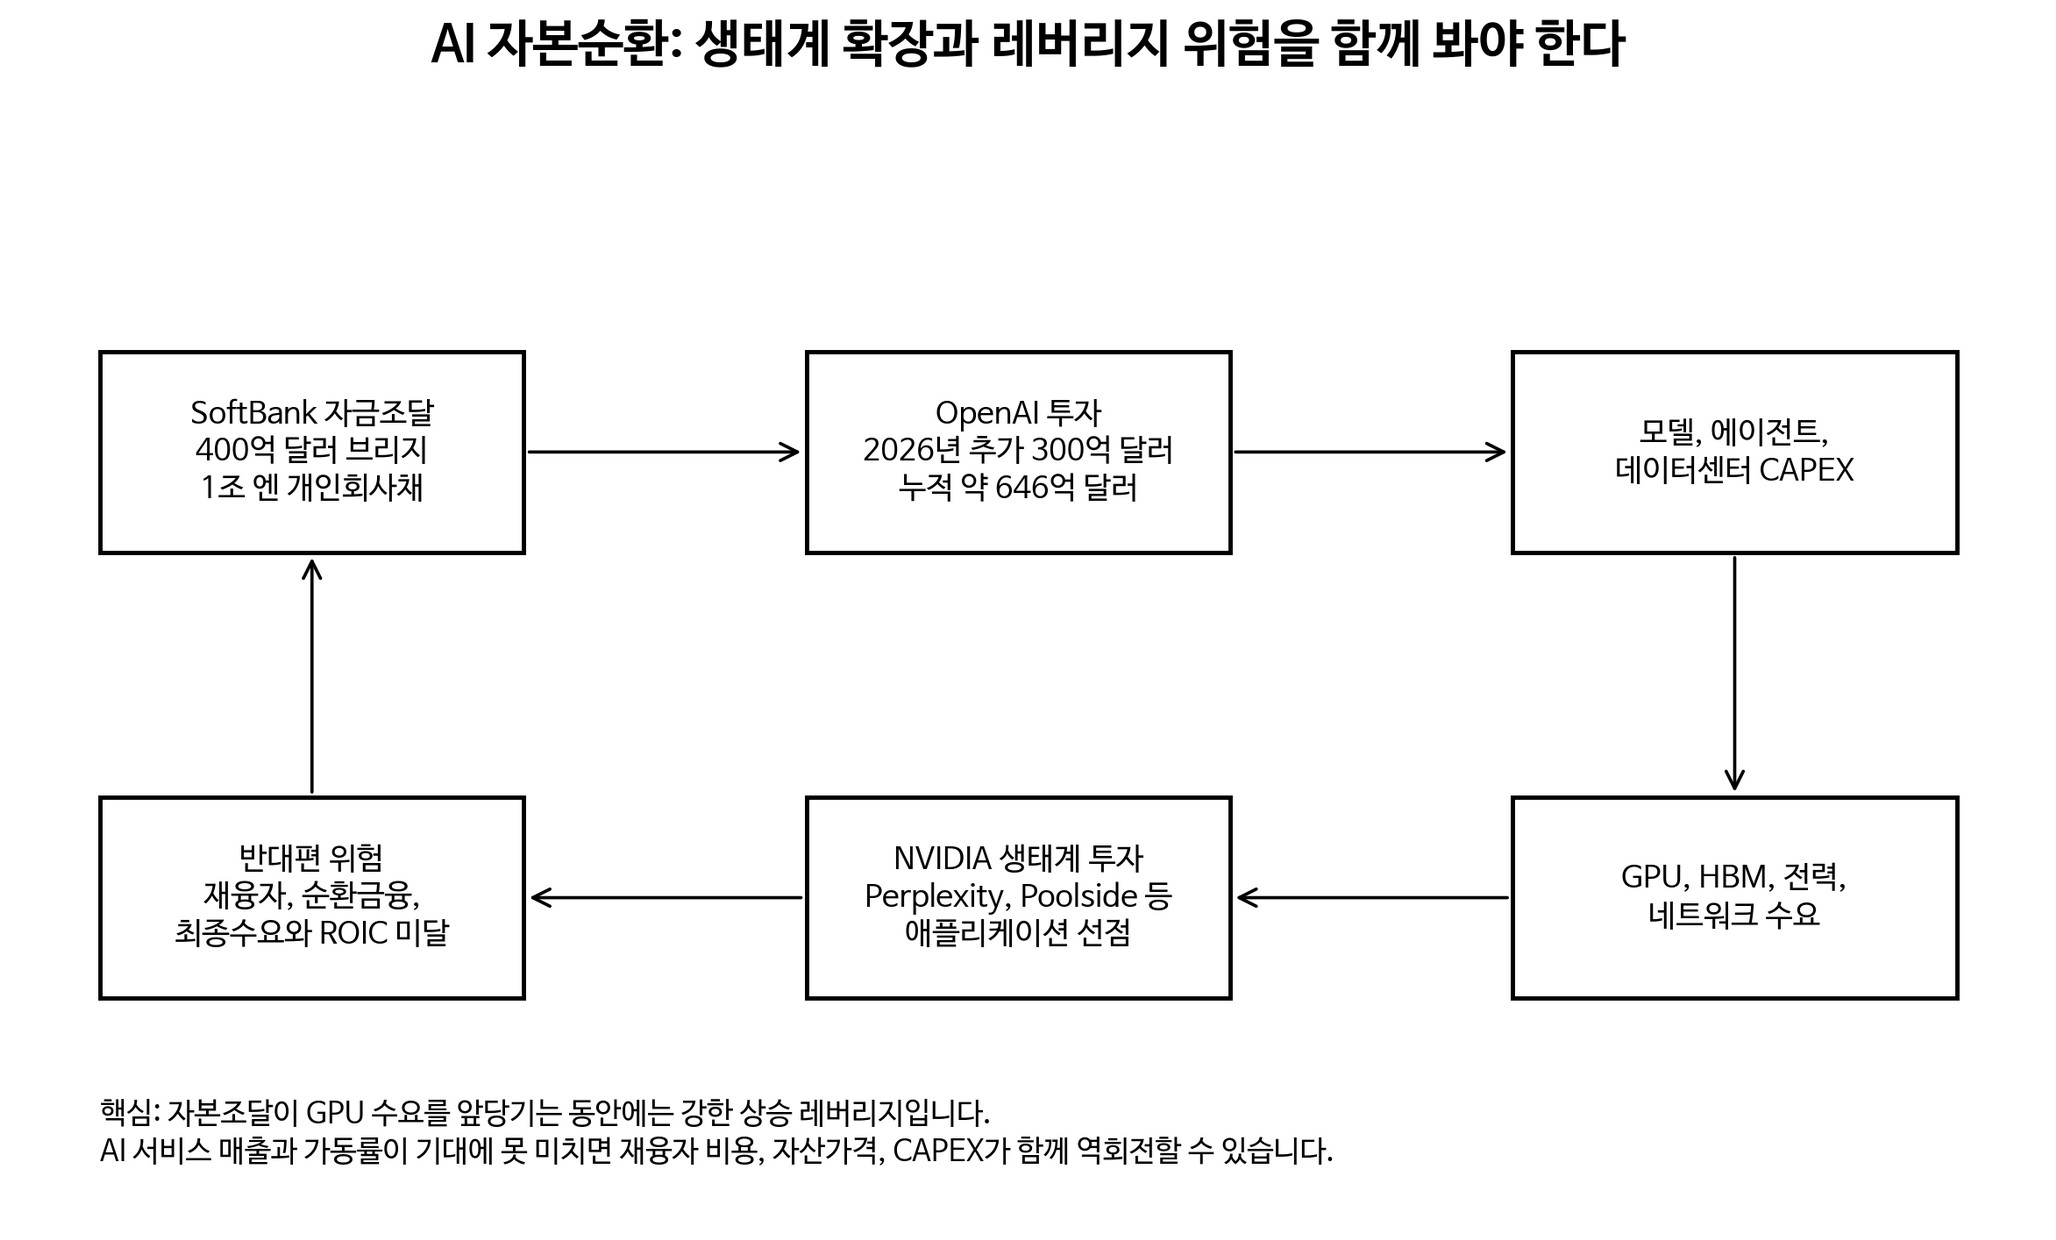 AI 자본순환: 생태계 확장과 레버리지 위험을 함께 봐야 한다
SoftBank 자금조달
400억 달러 브리지
1조 엔 개인회사채
OpenAI 투자
2026년 추가 300억 달러
누적 약 646억 달러
모델, 에이전트,
데이터센터 CAPEX
반대편 위험
재융자, 순환금융,
최종수요와 ROIC 미달
NVIDIA 생태계 투자
Perplexity, Poolside 등
애플리케이션 선점
GPU, HBM, 전력,
네트워크 수요
핵심: 자본조달이 GPU 수요를 앞당기는 동안에는 강한 상승 레버리지입니다.
AI 서비스 매출과 가동률이 기대에 못 미치면 재융자 비용, 자산가격, CAPEX가 함께 역회전할 수 있습니다.